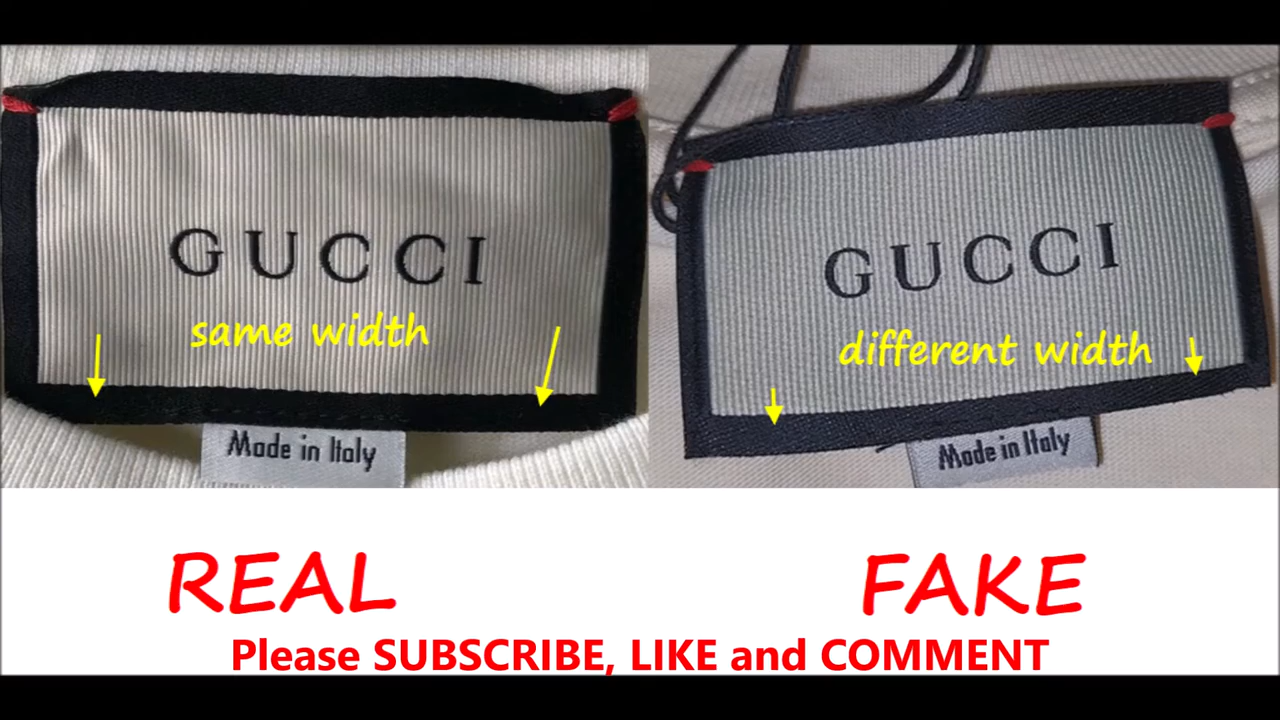 GUCCI
same width
Made in Italy
GUCCI
different width
Made in Italy
REAL
FAKE
Please SUBSCRIBE, LIKE and COMMENT